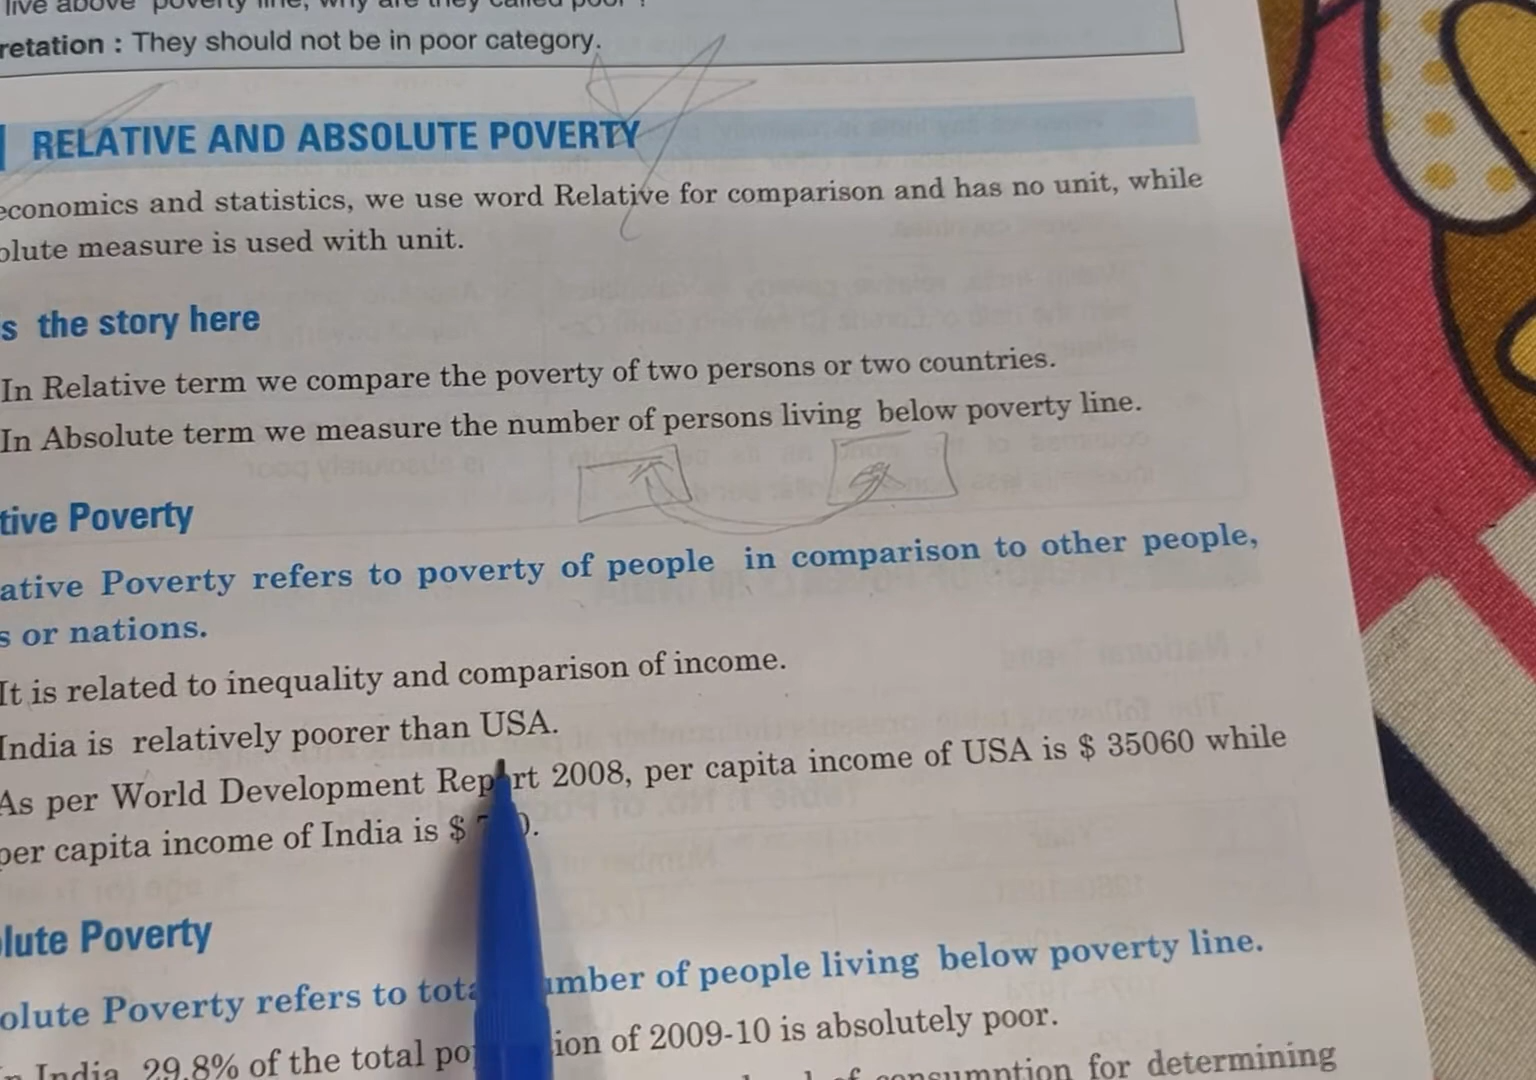 live above poverty line, why are they called poor ?
retation : They should not be in poor category.
RELATIVE AND ABSOLUTE POVERTY
economics and statistics, we use word Relative for comparison and has no unit, while
olute measure is used with unit.
s the story here
In Relative term we compare the poverty of two persons or two countries.
In Absolute term we measure the number of persons living below poverty line.
tive Poverty
ative Poverty refers to poverty of people in comparison to other people,
s or nations.
It is related to inequality and comparison of income.
India is relatively poorer than USA.
As per World Development Rep rt 2008, per capita income of USA is $ 35060 while
per capita income of India is $
lute Poverty
olute Poverty refers to tota umber of people living below poverty line.
n India 29.8% of the total po ion of 2009-10 is absolutely poor.
of consumption for determining